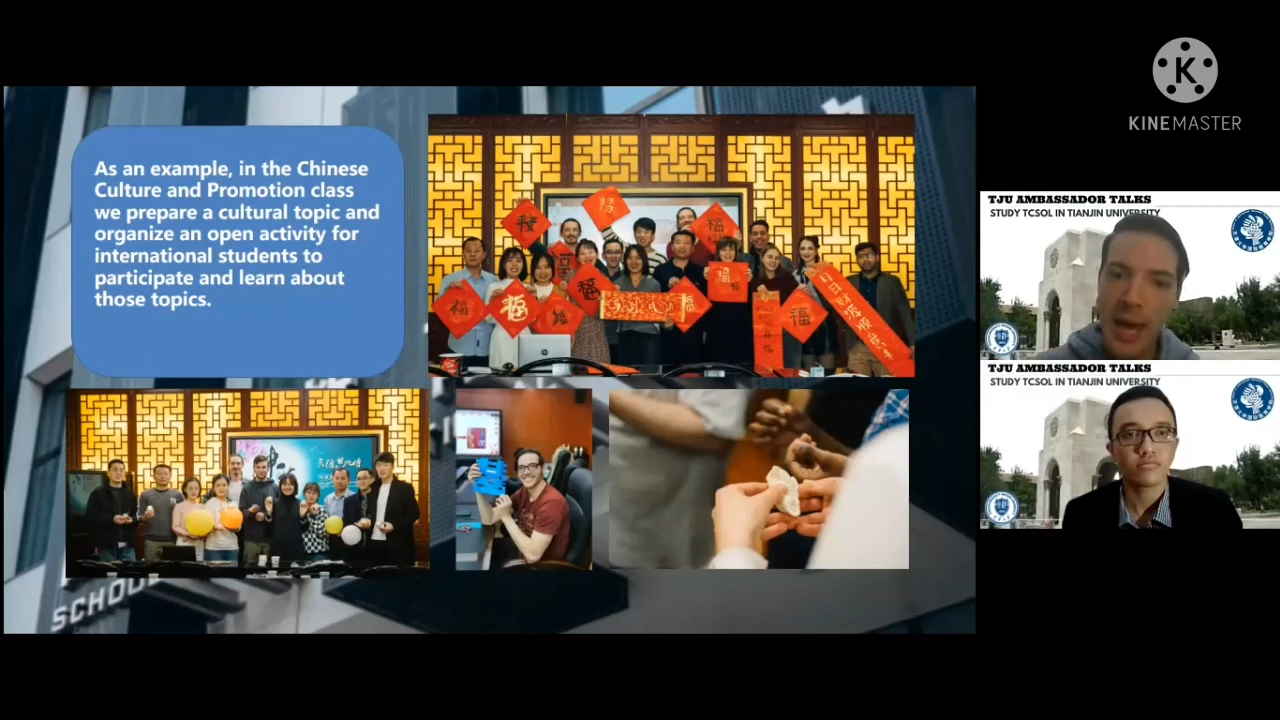 KINEMASTER
As an example, in the Chinese
Culture and Promotion class
we prepare a cultural topic and
organize an open activity for
international students to
participate and learn about
those topics.
福
福
福
福
福
SCHOO
TJU AMBASSADOR TALKS
STUDY TCSOL IN TIANJIN UNIVERSITY
TJU AMBASSADOR TALKS
STUDY TCSOL IN TIANJIN UNIVERSITY